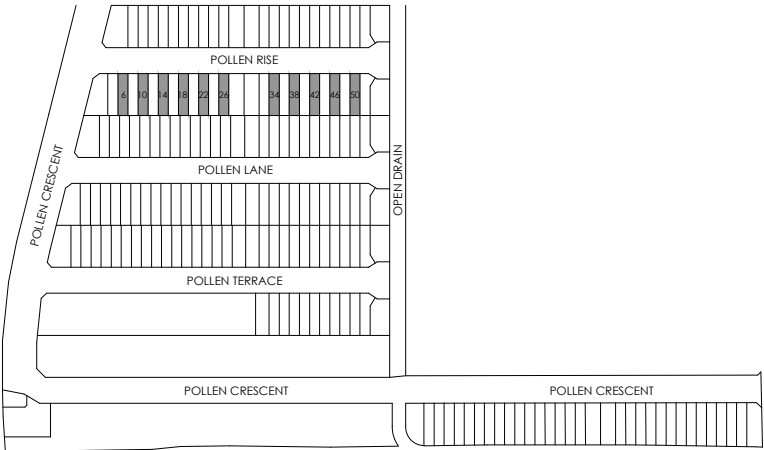 POLLEN RISE
6 10 14 18 22 26 34 38 42 46 50
POLLEN LANE
POLLEN CRESCENT
OPEN DRAIN
POLLEN TERRACE
POLLEN CRESCENT
POLLEN CRESCENT